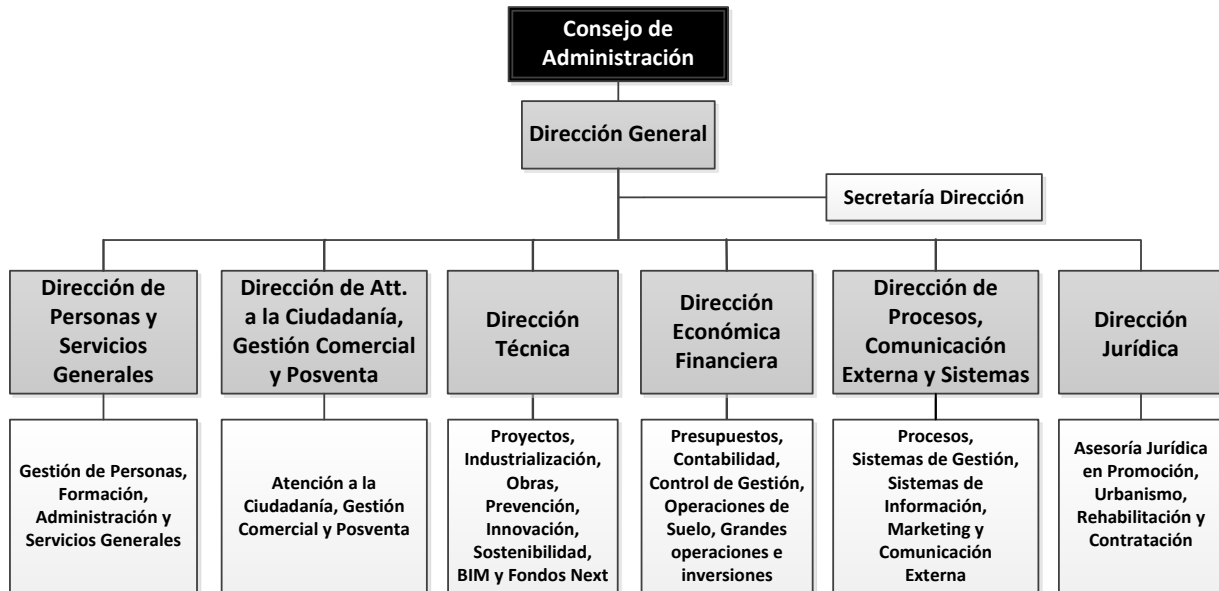 Consejo de
Administración
Dirección General
Secretaría Dirección
Dirección de
Personas y
Servicios
Generales
Dirección de Att.
a la Ciudadanía,
Gestión Comercial
y Posventa
Dirección
Técnica
Dirección
Económica
Financiera
Dirección de
Procesos,
Comunicación
Externa y Sistemas
Dirección
Jurídica
Gestión de Personas,
Formación,
Administración y
Servicios Generales
Atención a la
Ciudadanía, Gestión
Comercial y Posventa
Proyectos,
Industrialización,
Obras,
Prevención,
Innovación,
Sostenibilidad,
BIM y Fondos Next
Presupuestos,
Contabilidad,
Control de Gestión,
Operaciones de
Suelo, Grandes
operaciones e
inversiones
Procesos,
Sistemas de Gestión,
Sistemas de
Información,
Marketing y
Comunicación
Externa
Asesoría Jurídica
en Promoción,
Urbanismo,
Rehabilitación y
Contratación